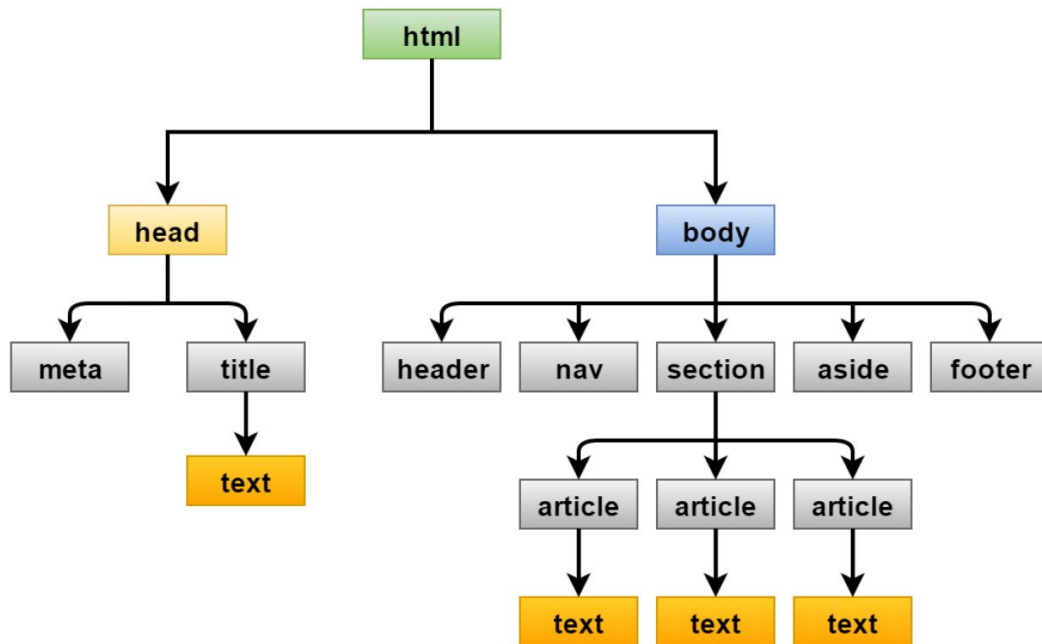 html
head
body
meta
title
header
nav
section
aside
footer
text
article
article
article
text
text
text